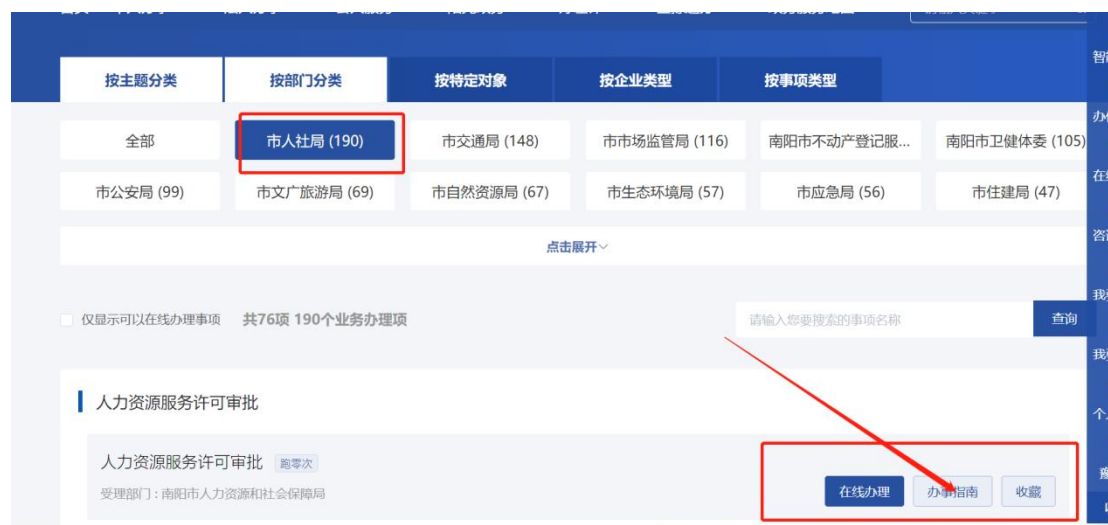 按主题分类 按部门分类 按特定对象 按企业类型 按事项类型
全部 市人社局 (190) 市交通局 (148) 市市场监管局 (116) 南阳市不动产登记服... 南阳市卫健体委 (105)
市公安局 (99) 市文广旅游局 (69) 市自然资源局 (67) 市生态环境局 (57) 市应急局 (56) 市住建局 (47)
点击展开
仅显示可以在线办理事项 共76项 190个业务办理项 请输入您要搜索的事项名称 查询
人力资源服务许可审批
人力资源服务许可审批 跑零次
受理部门：南阳市人力资源和社会保障局
在线办理 办事指南 收藏